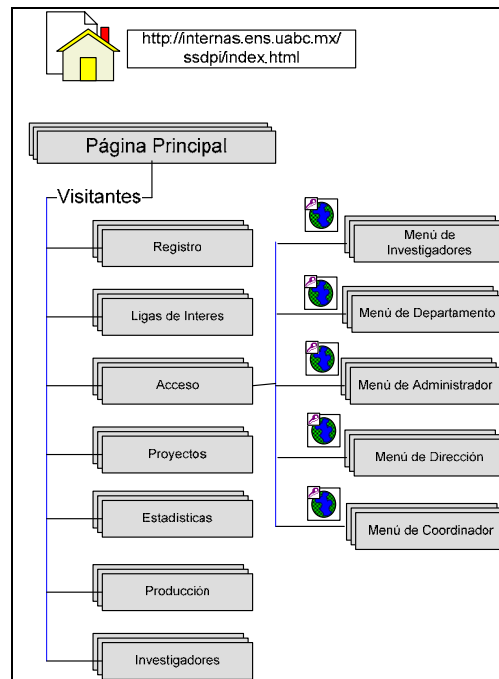 http://internas.ens.uabc.mx/
ssdpi/index.html
Página Principal
Visitantes
Registro
Ligas de Interes
Acceso
Proyectos
Estadísticas
Producción
Investigadores
Menú de
Investigadores
Menú de Departamento
Menú de Administrador
Menú de Dirección
Menú de Coordinador